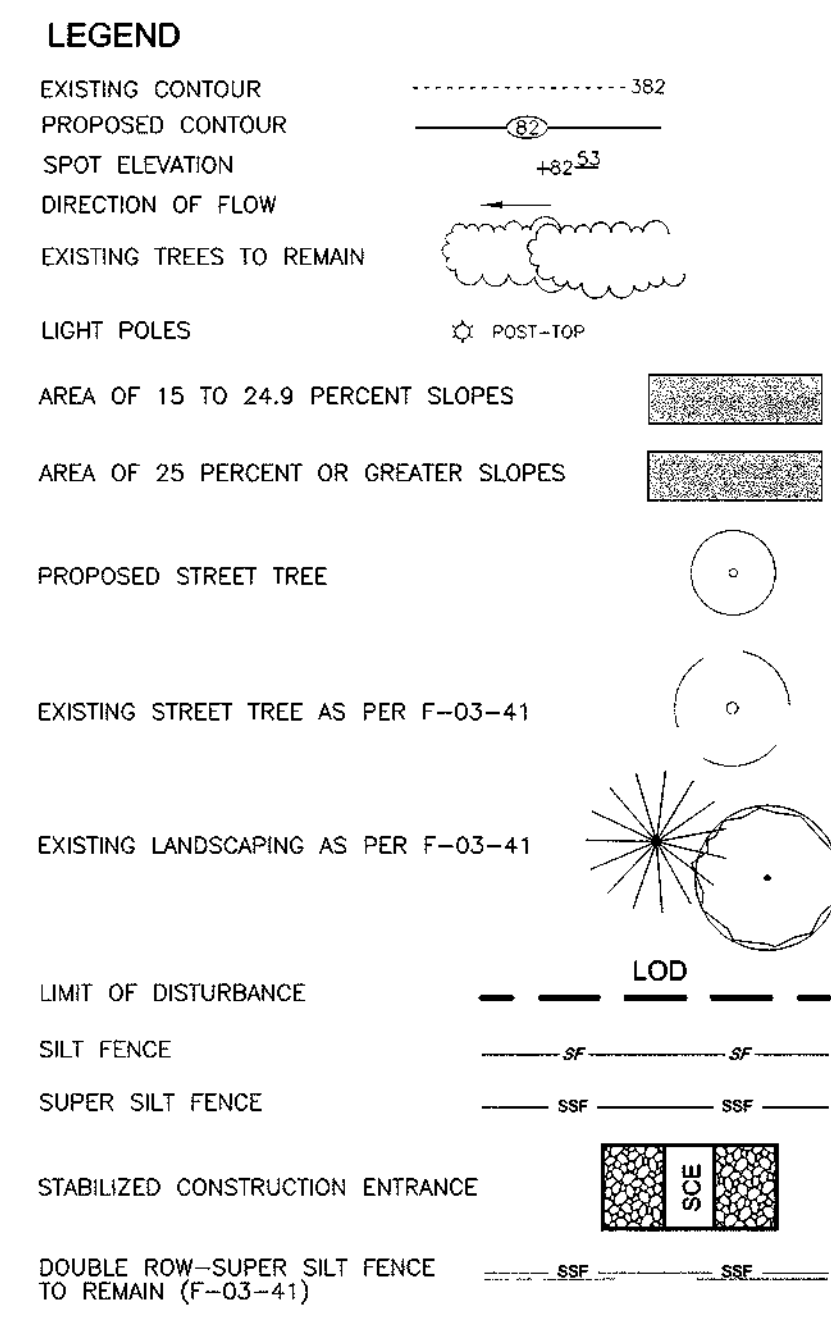 LEGEND
EXISTING CONTOUR 382
PROPOSED CONTOUR 82
SPOT ELEVATION +82 53
DIRECTION OF FLOW
EXISTING TREES TO REMAIN
LIGHT POLES POST-TOP
AREA OF 15 TO 24.9 PERCENT SLOPES
AREA OF 25 PERCENT OR GREATER SLOPES
PROPOSED STREET TREE
EXISTING STREET TREE AS PER F-03-41
EXISTING LANDSCAPING AS PER F-03-41
LOD
LIMIT OF DISTURBANCE
SILT FENCE SF SF
SUPER SILT FENCE SSF SSF
STABILIZED CONSTRUCTION ENTRANCE SCE
DOUBLE ROW-SUPER SILT FENCE SSF SSF
TO REMAIN (F-03-41)